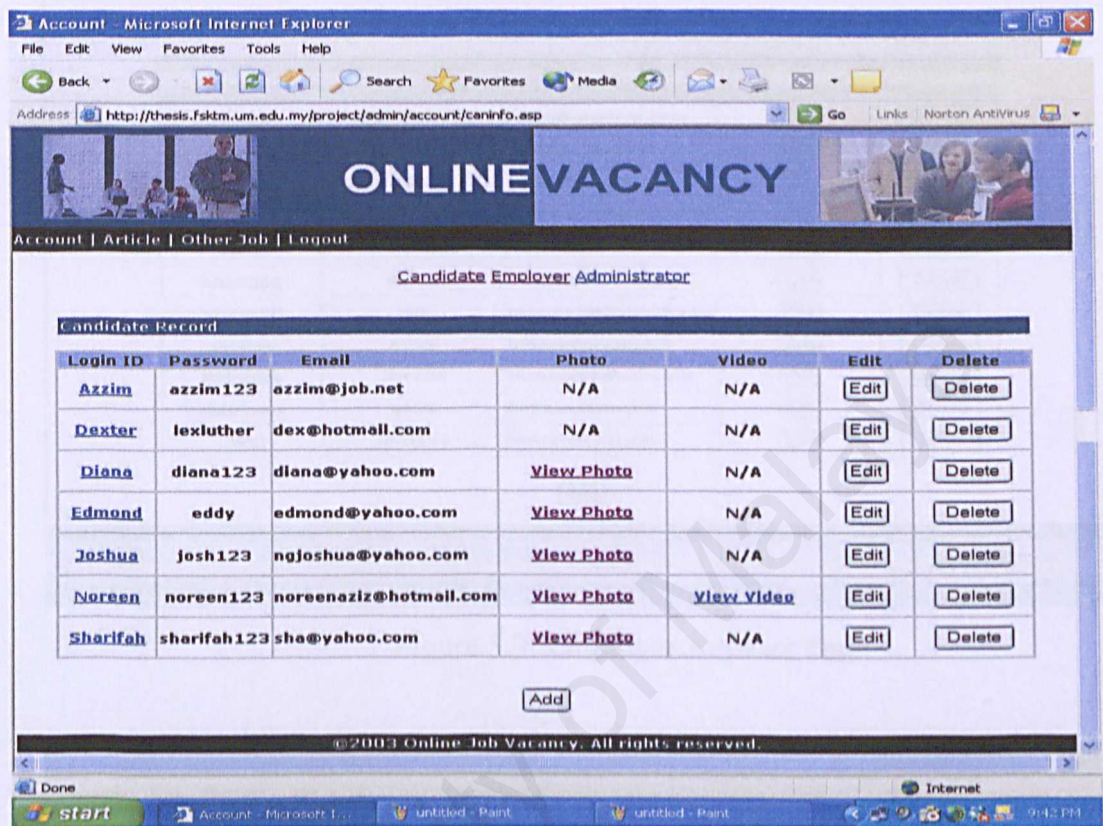 Account - Microsoft Internet Explorer
File Edit View Favorites Tools Help
Back Search Favorites Media
Address http://thesis.fsktm.um.edu.my/project/admin/account/caninfo.asp Go Links Norton AntiVirus
ONLINEVACANCY
Account | Article | Other Job | Logout
Candidate Employer Administrator
Candidate Record
Login ID Password Email Photo Video Edit Delete
Azzim azzim123 azzim@job.net N/A N/A Edit Delete
Dexter lexluther dex@hotmail.com N/A N/A Edit Delete
Diana diana123 diana@yahoo.com View Photo N/A Edit Delete
Edmond eddy edmond@yahoo.com View Photo N/A Edit Delete
Joshua josh123 ngjoshua@yahoo.com View Photo N/A Edit Delete
Noreen noreen123 noreenaziz@hotmail.com View Photo View Video Edit Delete
Sharifah sharifah123 sha@yahoo.com View Photo N/A Edit Delete
Add
©2003 Online Job Vacancy. All rights reserved.
Done Internet
start Account - Microsoft I... untitled - Paint untitled - Paint 9:42 PM